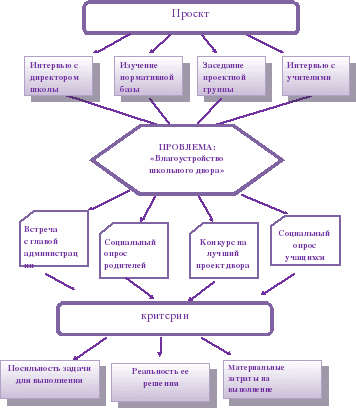 Проект
Интервью с
директором
школы
Изучение
нормативной
базы
Заседание
проектной
группы
Интервью с
учителями
ПРОБЛЕМА:
«Благоустройство
школьного двора»
Встреча
с главой
администрац
ии
Социальный
опрос
родителей
Конкурс на
лучший
проект двора
Социальный
опрос
учащихся
критерии
Посильность задачи
для выполнения
Реальность ее
решения
Материальные
затраты на
выполнение